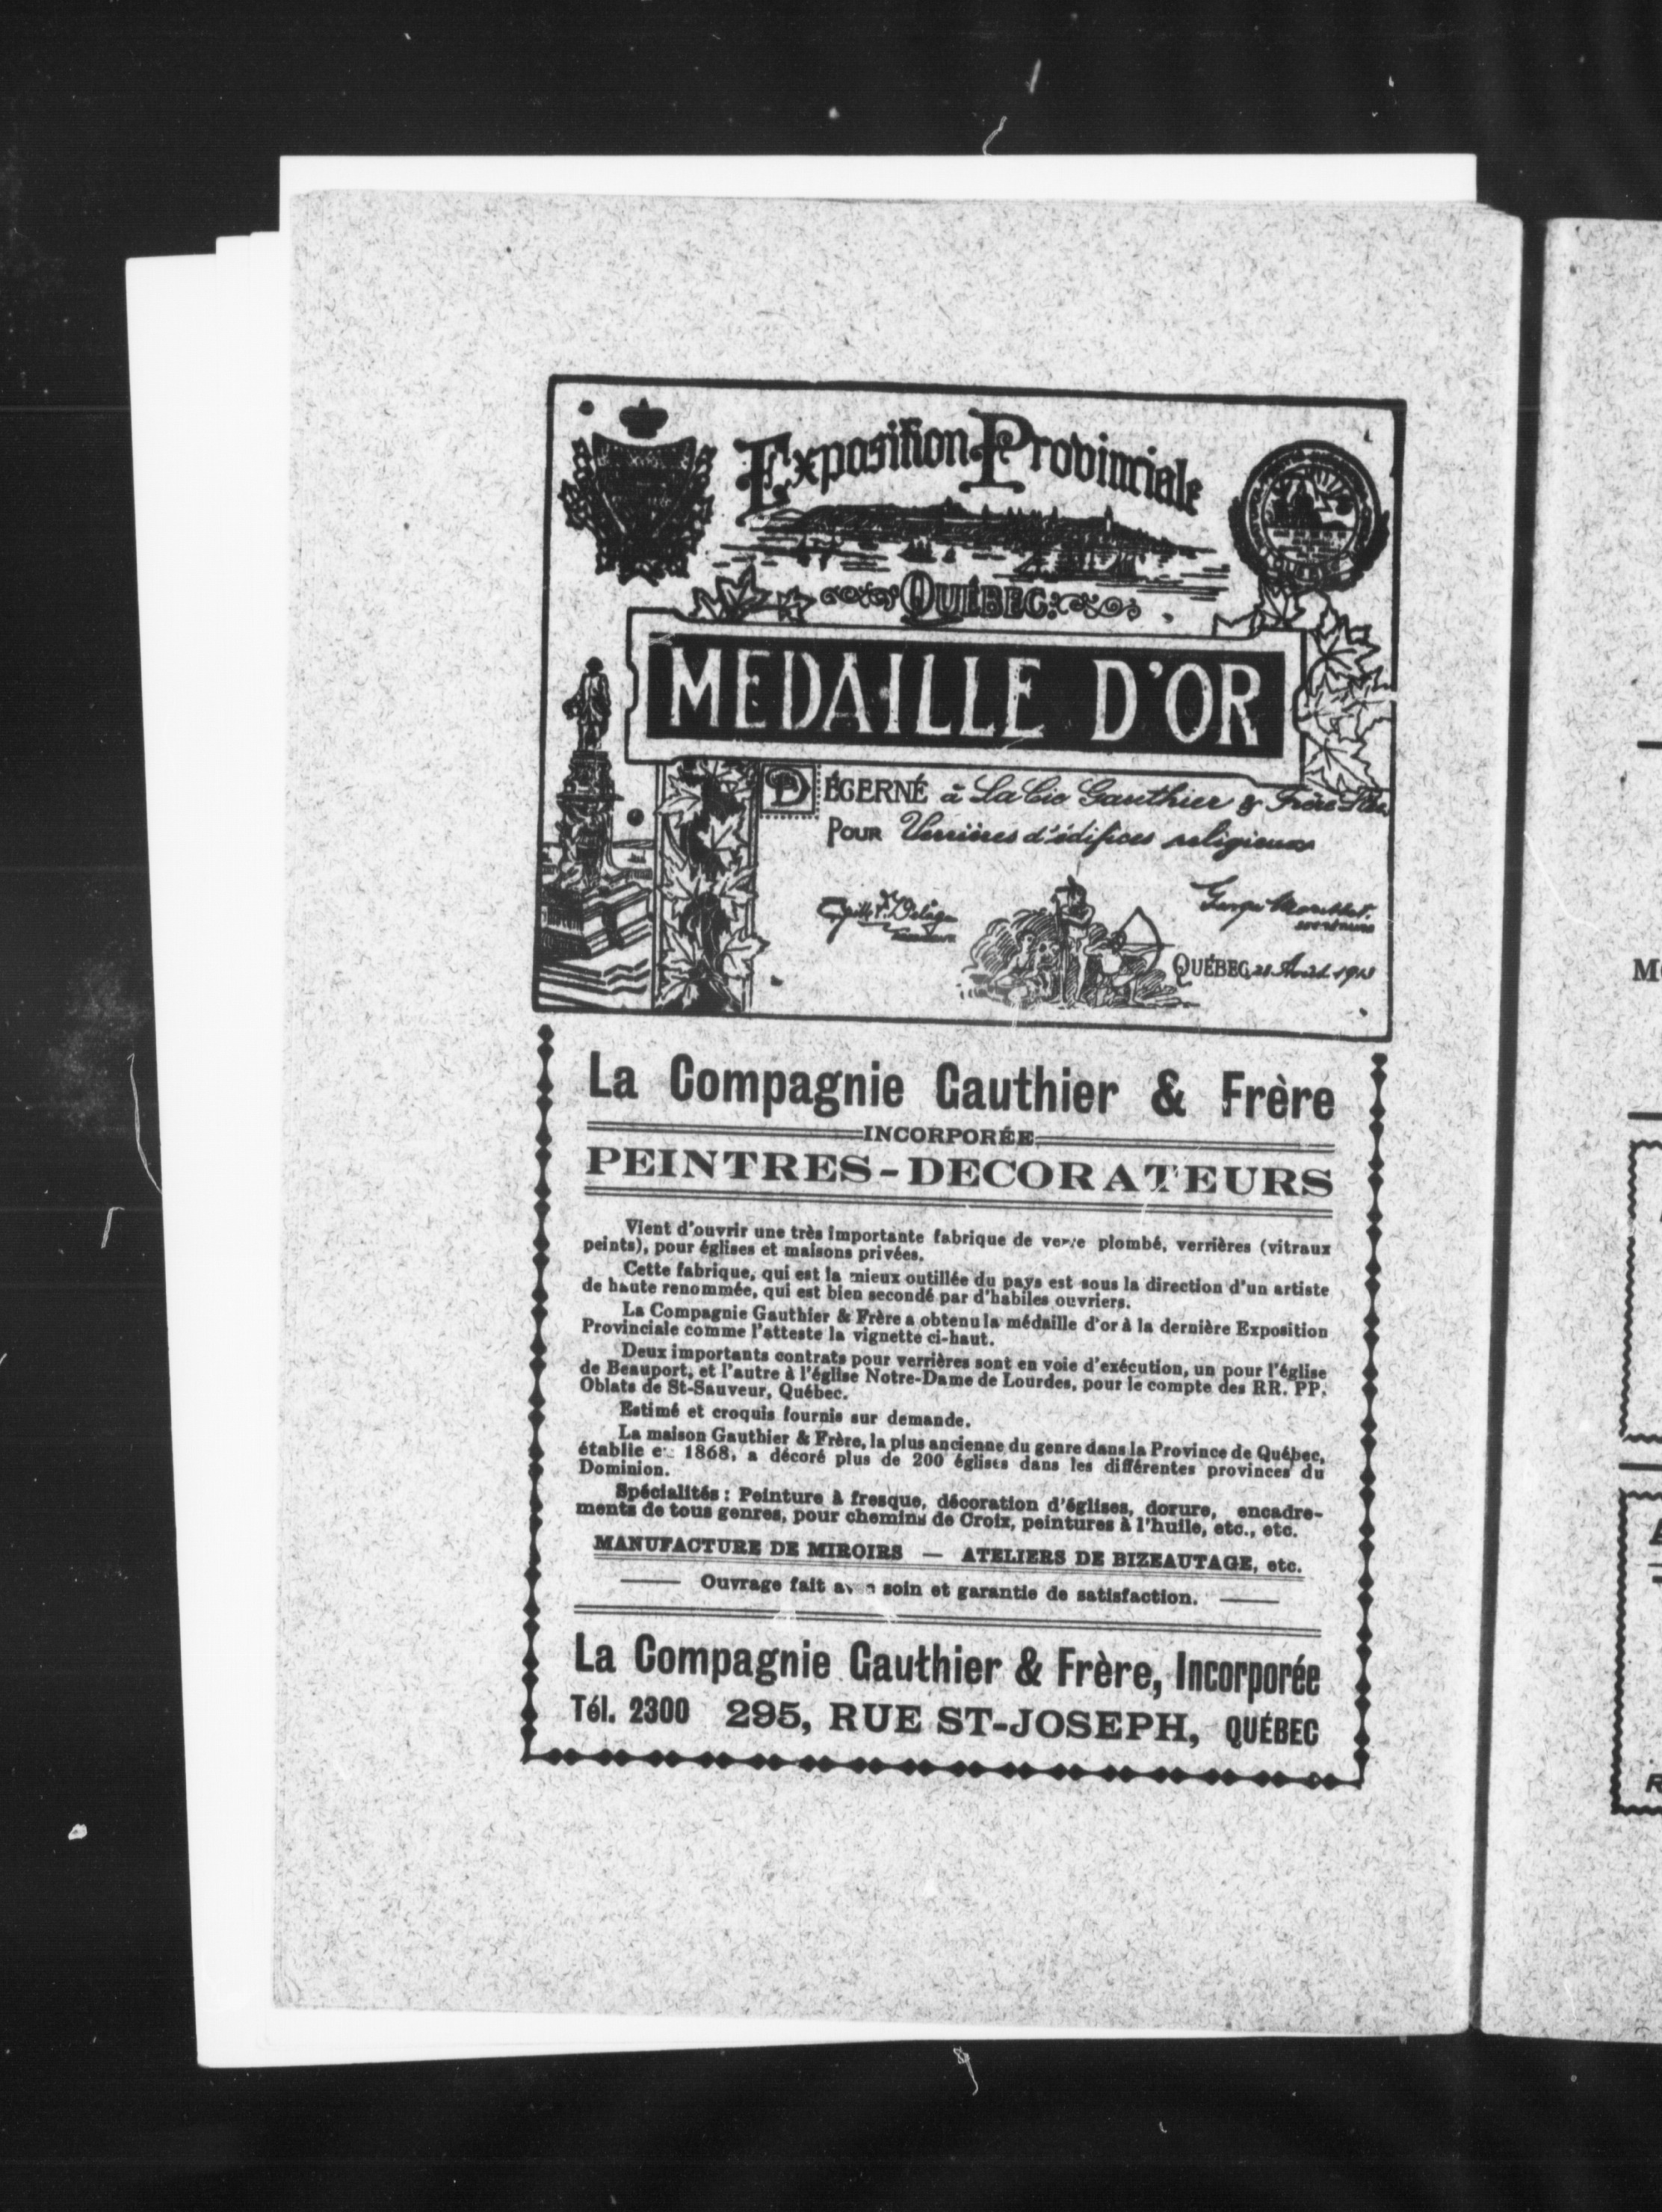 Exposition Provinciale
QUÉBEC
MEDAILLE D'OR
DÉCERNÉ à La Cie Gauthier & Frère
POUR Verrières d'édifices religieux
QUÉBEC, 28 Août
La Compagnie Gauthier & Frère
INCORPORÉE
PEINTRES-DECORATEURS
Vient d'ouvrir une très importante fabrique de verre plombé, verrières (vitraux
peints), pour églises et maisons privées.
Cette fabrique, qui est la mieux outillée du pays est sous la direction d'un artiste
de haute renommée, qui est bien secondé par d'habiles ouvriers.
La Compagnie Gauthier & Frère a obtenu la médaille d'or à la dernière Exposition
Provinciale comme l'atteste la vignette ci-haut.
Deux importants contrats pour verrières sont en voie d'exécution, un pour l'église
de Beauport, et l'autre à l'église Notre-Dame de Lourdes, pour le compte des RR. PP.
Oblats de St-Sauveur, Québec.
Estimé et croquis fournis sur demande.
La maison Gauthier & Frère, la plus ancienne du genre dans la Province de Québec,
établie en 1868, a décoré plus de 200 églises dans les différentes provinces du
Dominion.
Spécialités : Peinture à fresque, décoration d'églises, dorure, encadre-
ments de tous genres, pour chemins de Croix, peintures à l'huile, etc., etc.
MANUFACTURE DE MIROIRS — ATELIERS DE BIZEAUTAGE, etc.
Ouvrage fait avec soin et garantie de satisfaction.
La Compagnie Gauthier & Frère, Incorporée
Tél. 2300 295, RUE ST-JOSEPH, QUÉBEC